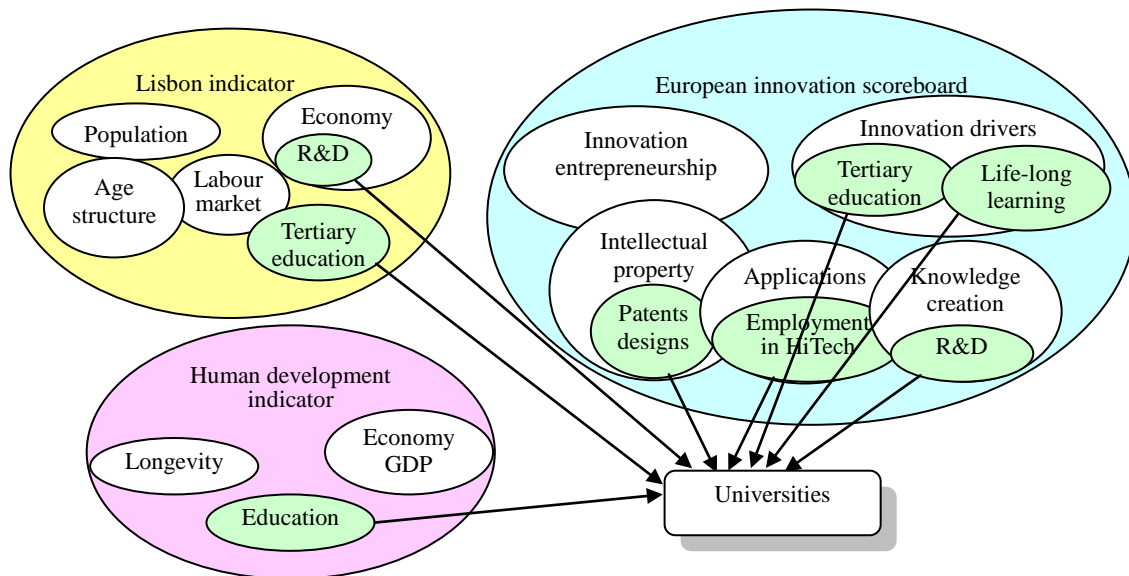 Lisbon indicator
Population
Economy
R&D
Age
structure
Labour
market
Tertiary
education
European innovation scoreboard
Innovation
entrepreneurship
Innovation drivers
Tertiary
education
Life-long
learning
Intellectual
property
Patents
designs
Applications
Employment
in HiTech
Knowledge
creation
R&D
Human development
indicator
Longevity
Economy
GDP
Education
Universities